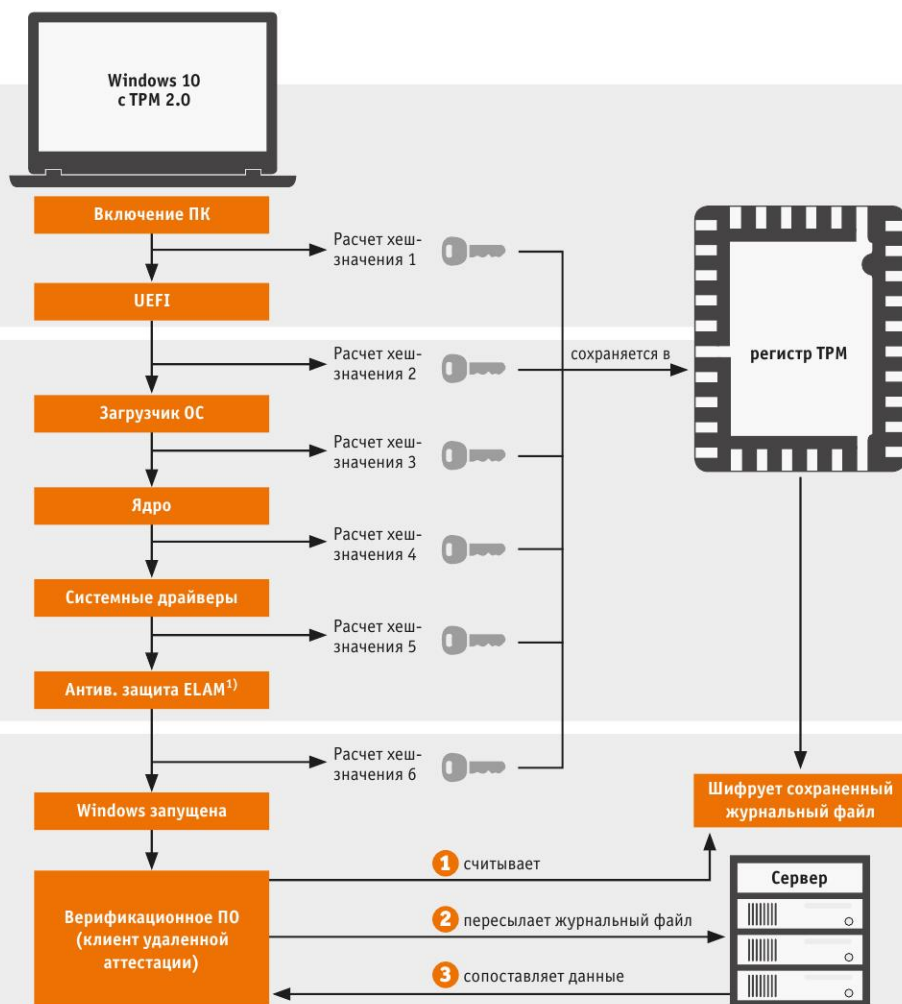 Windows 10
с TPM 2.0
Включение ПК
Расчет хеш-
значения 1
UEFI
Расчет хеш-
значения 2
сохраняется в
регистр TPM
Загрузчик ОС
Расчет хеш-
значения 3
Ядро
Расчет хеш-
значения 4
Системные драйверы
Расчет хеш-
значения 5
Антив. защита ELAM¹⁾
Расчет хеш-
значения 6
Windows запущена
Шифрует сохраненный
журнальный файл
Верификационное ПО
(клиент удаленной
аттестации)
1 считывает
2 пересылает журнальный файл
3 сопоставляет данные
Сервер